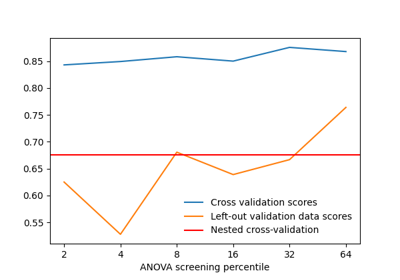 0.85
0.80
0.75
0.70
0.65
0.60
0.55
Cross validation scores
Left-out validation data scores
Nested cross-validation
2 4 8 16 32 64
ANOVA screening percentile